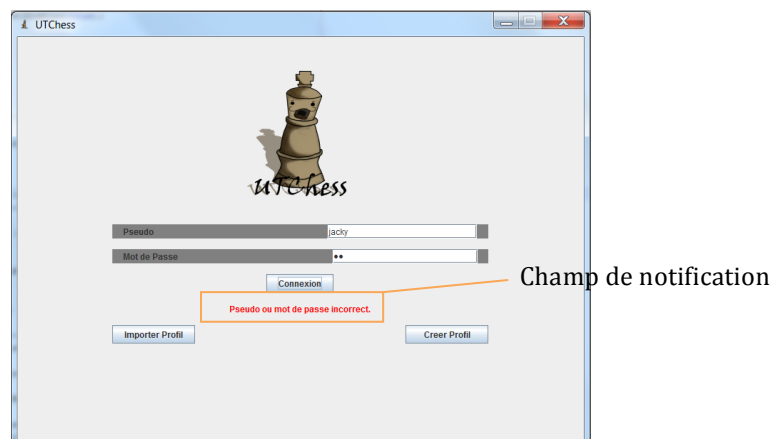 UTChess
UTChess
Pseudo
jacky
Mot de Passe
••
Connexion
Champ de notification
Pseudo ou mot de passe incorrect.
Importer Profil
Creer Profil